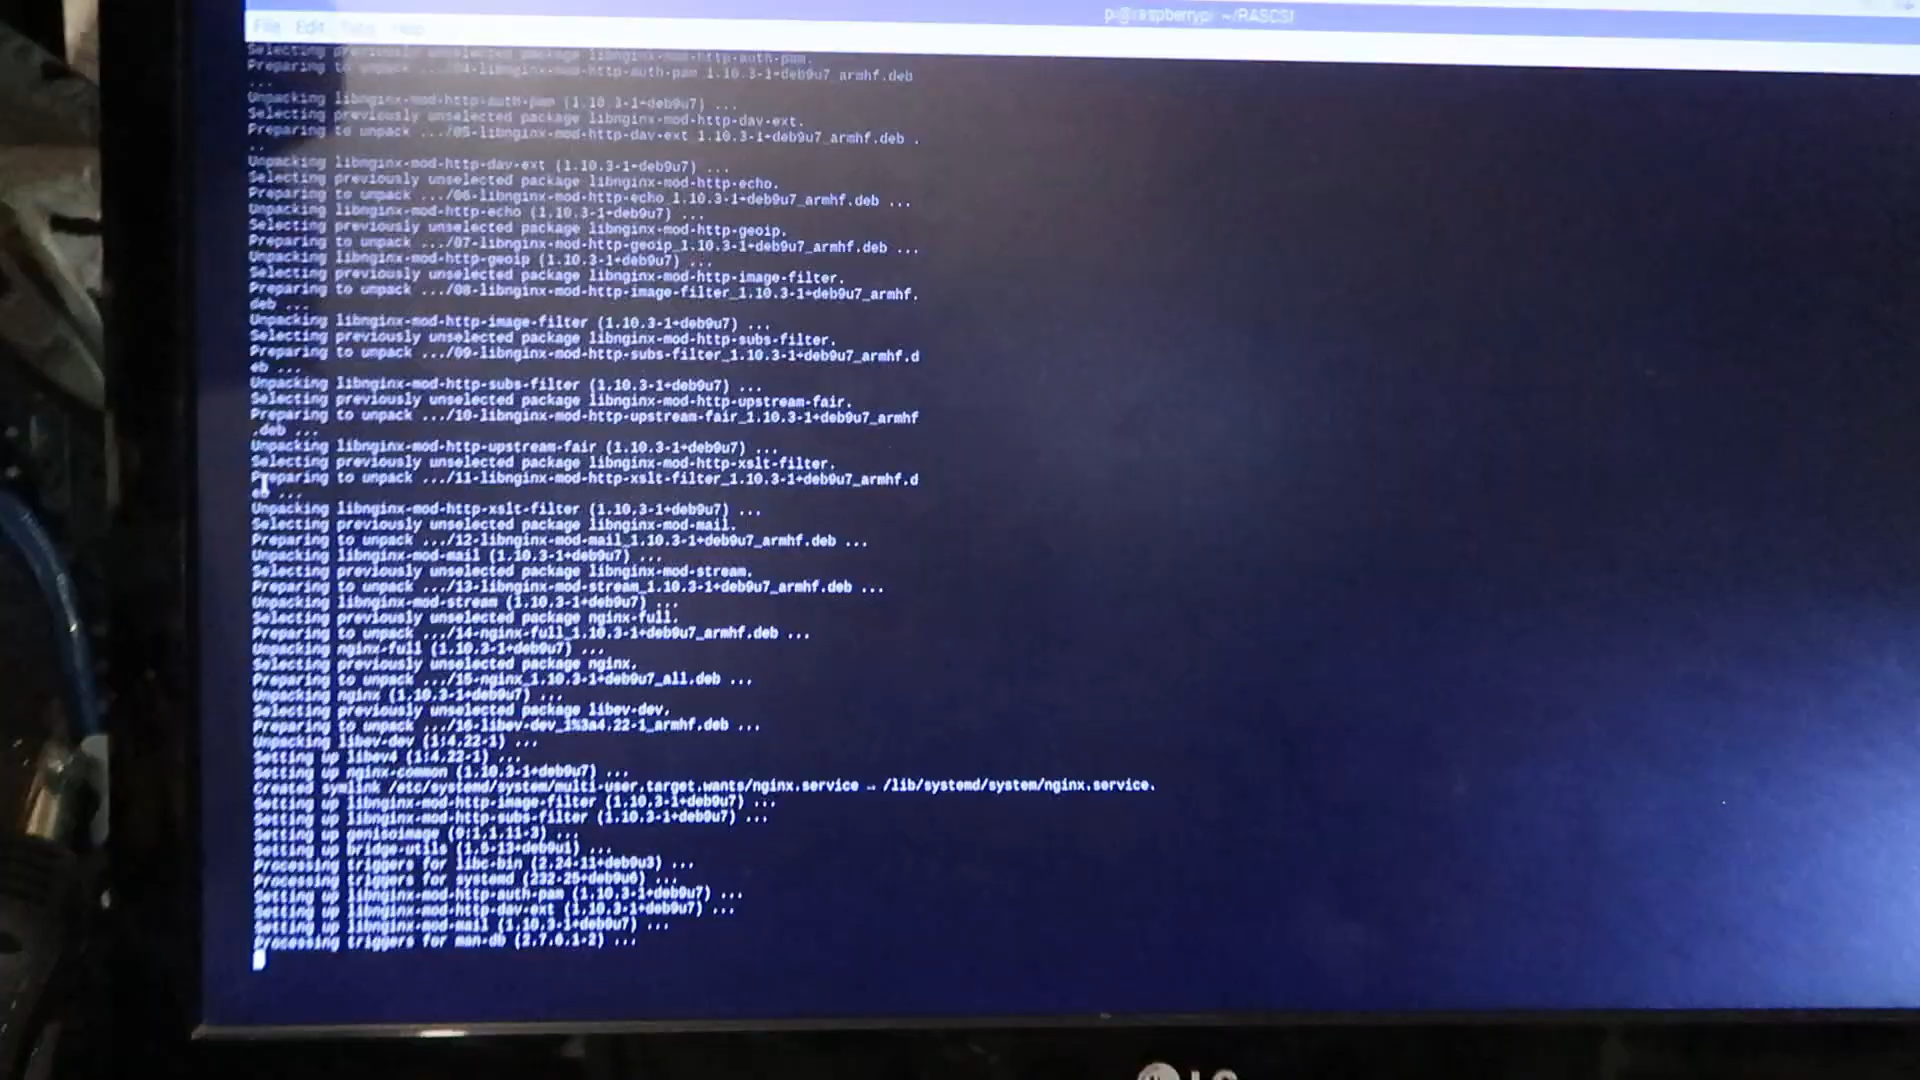 pi@raspberrypi: ~/RASCSI
File Edit Tabs Help
Selecting previously unselected package libnginx-mod-http-auth-pam.
Preparing to unpack .../04-libnginx-mod-http-auth-pam_1.10.3-1+deb9u7_armhf.deb
...
Unpacking libnginx-mod-http-auth-pam (1.10.3-1+deb9u7) ...
Selecting previously unselected package libnginx-mod-http-dav-ext.
Preparing to unpack .../05-libnginx-mod-http-dav-ext_1.10.3-1+deb9u7_armhf.deb .
..
Unpacking libnginx-mod-http-dav-ext (1.10.3-1+deb9u7) ...
Selecting previously unselected package libnginx-mod-http-echo.
Preparing to unpack .../06-libnginx-mod-http-echo_1.10.3-1+deb9u7_armhf.deb ...
Unpacking libnginx-mod-http-echo (1.10.3-1+deb9u7) ...
Selecting previously unselected package libnginx-mod-http-geoip.
Preparing to unpack .../07-libnginx-mod-http-geoip_1.10.3-1+deb9u7_armhf.deb ...
Unpacking libnginx-mod-http-geoip (1.10.3-1+deb9u7) ...
Selecting previously unselected package libnginx-mod-http-image-filter.
Preparing to unpack .../08-libnginx-mod-http-image-filter_1.10.3-1+deb9u7_armhf.
deb ...
Unpacking libnginx-mod-http-image-filter (1.10.3-1+deb9u7) ...
Selecting previously unselected package libnginx-mod-http-subs-filter.
Preparing to unpack .../09-libnginx-mod-http-subs-filter_1.10.3-1+deb9u7_armhf.d
eb ...
Unpacking libnginx-mod-http-subs-filter (1.10.3-1+deb9u7) ...
Selecting previously unselected package libnginx-mod-http-upstream-fair.
Preparing to unpack .../10-libnginx-mod-http-upstream-fair_1.10.3-1+deb9u7_armhf
.deb ...
Unpacking libnginx-mod-http-upstream-fair (1.10.3-1+deb9u7) ...
Selecting previously unselected package libnginx-mod-http-xslt-filter.
Preparing to unpack .../11-libnginx-mod-http-xslt-filter_1.10.3-1+deb9u7_armhf.d
eb ...
Unpacking libnginx-mod-http-xslt-filter (1.10.3-1+deb9u7) ...
Selecting previously unselected package libnginx-mod-mail.
Preparing to unpack .../12-libnginx-mod-mail_1.10.3-1+deb9u7_armhf.deb ...
Unpacking libnginx-mod-mail (1.10.3-1+deb9u7) ...
Selecting previously unselected package libnginx-mod-stream.
Preparing to unpack .../13-libnginx-mod-stream_1.10.3-1+deb9u7_armhf.deb ...
Unpacking libnginx-mod-stream (1.10.3-1+deb9u7) ...
Selecting previously unselected package nginx-full.
Preparing to unpack .../14-nginx-full_1.10.3-1+deb9u7_armhf.deb ...
Unpacking nginx-full (1.10.3-1+deb9u7) ...
Selecting previously unselected package nginx.
Preparing to unpack .../15-nginx_1.10.3-1+deb9u7_all.deb ...
Unpacking nginx (1.10.3-1+deb9u7) ...
Selecting previously unselected package libev-dev.
Preparing to unpack .../16-libev-dev_1%3a4.22-1_armhf.deb ...
Unpacking libev-dev (1:4.22-1) ...
Setting up libev4 (1:4.22-1) ...
Setting up nginx-common (1.10.3-1+deb9u7) ...
Created symlink /etc/systemd/system/multi-user.target.wants/nginx.service → /lib/systemd/system/nginx.service.
Setting up libnginx-mod-http-image-filter (1.10.3-1+deb9u7) ...
Setting up libnginx-mod-http-subs-filter (1.10.3-1+deb9u7) ...
Setting up genisoimage (9:1.1.11-3) ...
Setting up bridge-utils (1.5-13+deb9u1) ...
Processing triggers for libc-bin (2.24-11+deb9u3) ...
Processing triggers for systemd (232-25+deb9u6) ...
Setting up libnginx-mod-http-auth-pam (1.10.3-1+deb9u7) ...
Setting up libnginx-mod-http-dav-ext (1.10.3-1+deb9u7) ...
Setting up libnginx-mod-mail (1.10.3-1+deb9u7) ...
Processing triggers for man-db (2.7.6.1-2) ...
LG